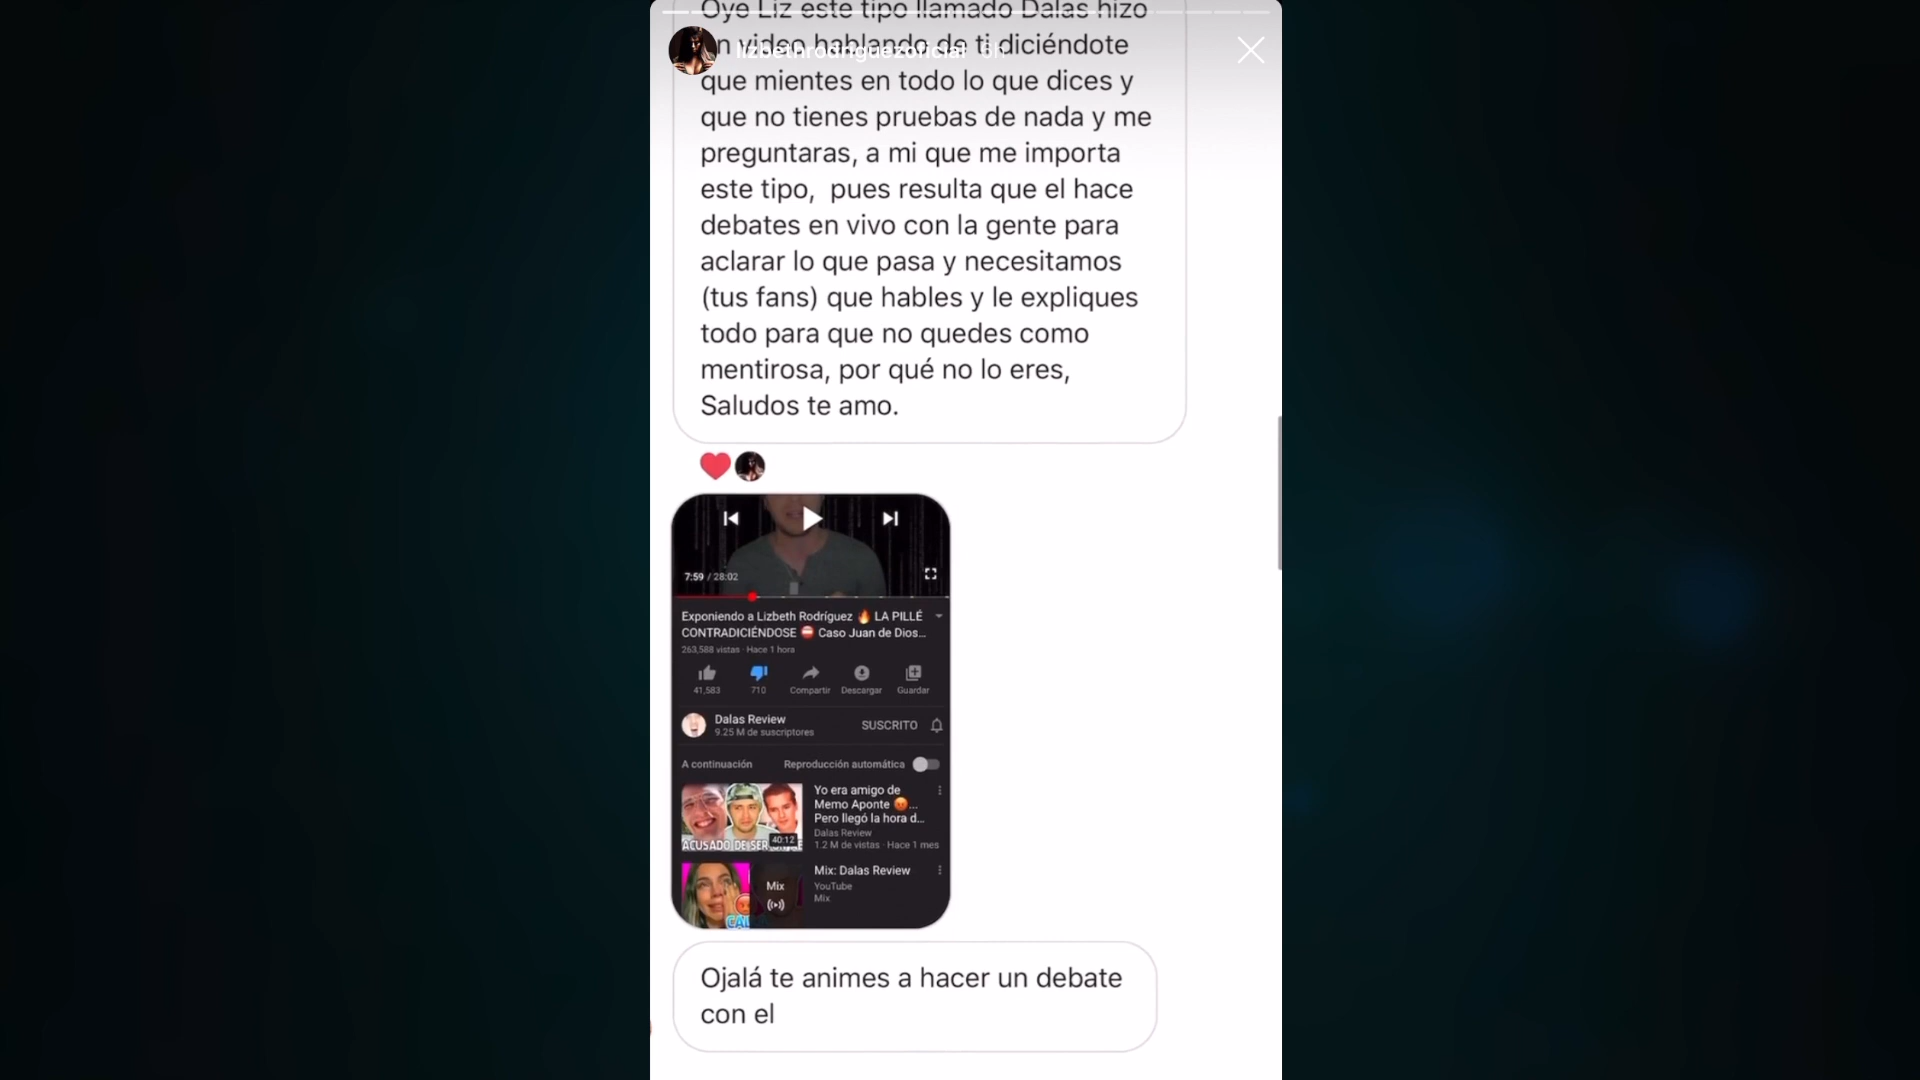 Oye Liz este tipo llamado Dalas hizo
un video hablando de ti diciéndote
lizbethrodriguezoficial 6h
que mientes en todo lo que dices y
que no tienes pruebas de nada y me
preguntaras, a mi que me importa
este tipo, pues resulta que el hace
debates en vivo con la gente para
aclarar lo que pasa y necesitamos
(tus fans) que hables y le expliques
todo para que no quedes como
mentirosa, por qué no lo eres,
Saludos te amo.
7:59 / 28:02
Exponiendo a Lizbeth Rodríguez 🔥 LA PILLÉ
CONTRADICIÉNDOSE ⛔ Caso Juan de Dios...
263,588 vistas · Hace 1 hora
41,583 710 Compartir Descargar Guardar
Dalas Review
9.25 M de suscriptores
SUSCRITO
A continuación Reproducción automática
Yo era amigo de
Memo Aponte 😡...
Pero llegó la hora d...
Dalas Review
1.2 M de vistas · Hace 1 mes
40:12
ACUSADO DE SER
Mix: Dalas Review
YouTube
Mix
Mix
Ojalá te animes a hacer un debate
con el